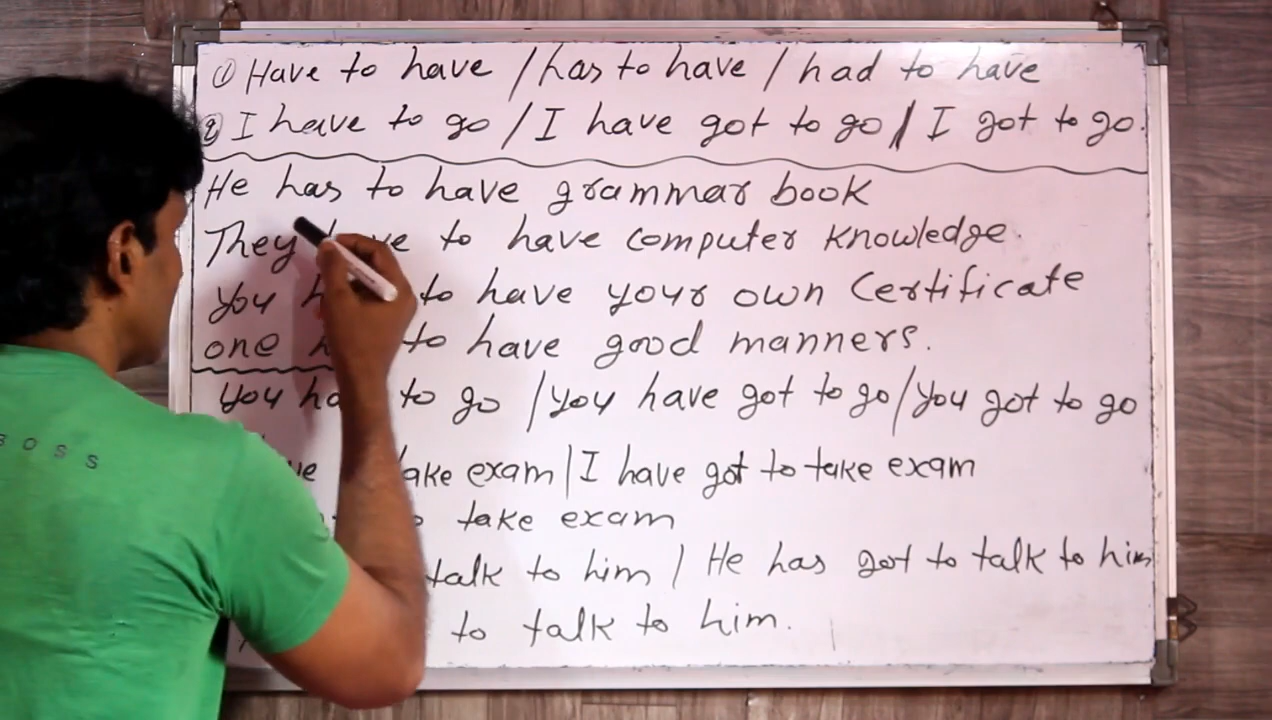 ① Have to have / has to have / had to have
② I have to go / I have got to go / I got to go.
He has to have grammar book
They have to have computer knowledge.
you to have your own Certificate
one to have good manners.
you to go / you have got to go / you got to go
exam | I have got to take exam
take exam
talk to him / He has got to talk to him
to talk to him.
BOSS